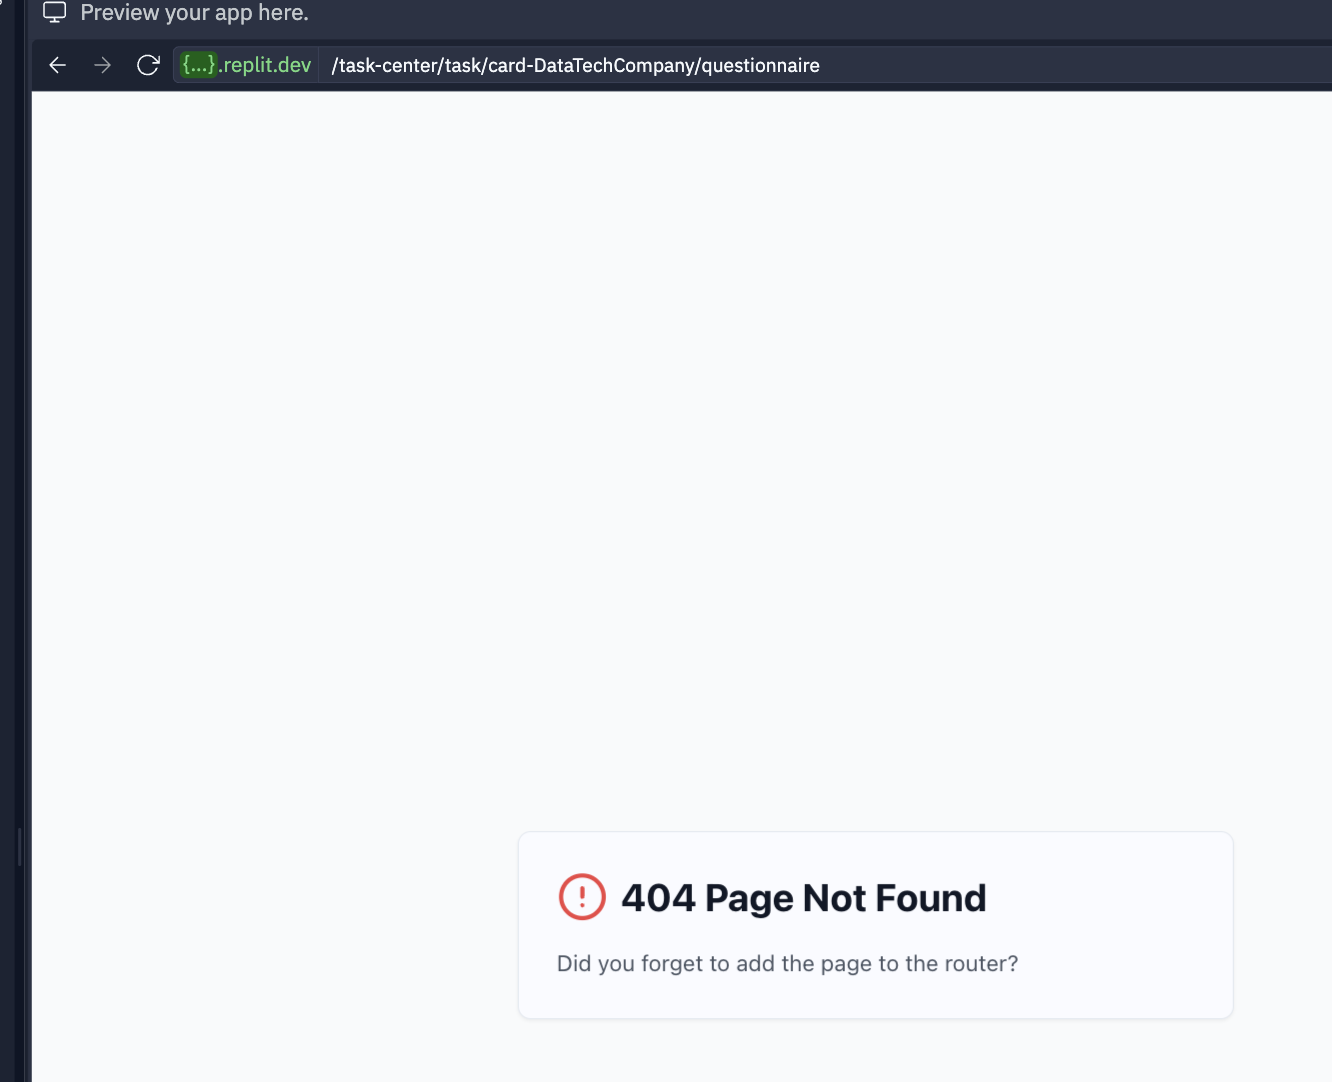 Preview your app here.
{...}.replit.dev /task-center/task/card-DataTechCompany/questionnaire
404 Page Not Found
Did you forget to add the page to the router?